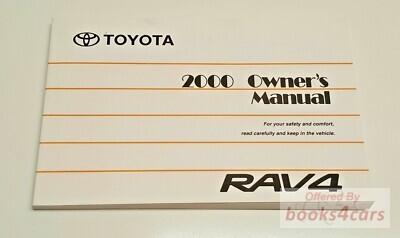 TOYOTA
2000 Owner's
Manual
For your safety and comfort,
read carefully and keep in the vehicle.
RAV4
Offered By
books4cars